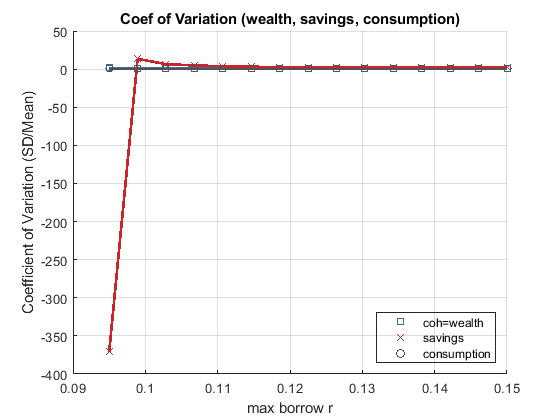 Coef of Variation (wealth, savings, consumption)
Coefficient of Variation (SD/Mean)
50
0
-50
-100
-150
-200
-250
-300
-350
-400
0.09
0.1
0.11
0.12
0.13
0.14
0.15
max borrow r
coh=wealth
savings
consumption